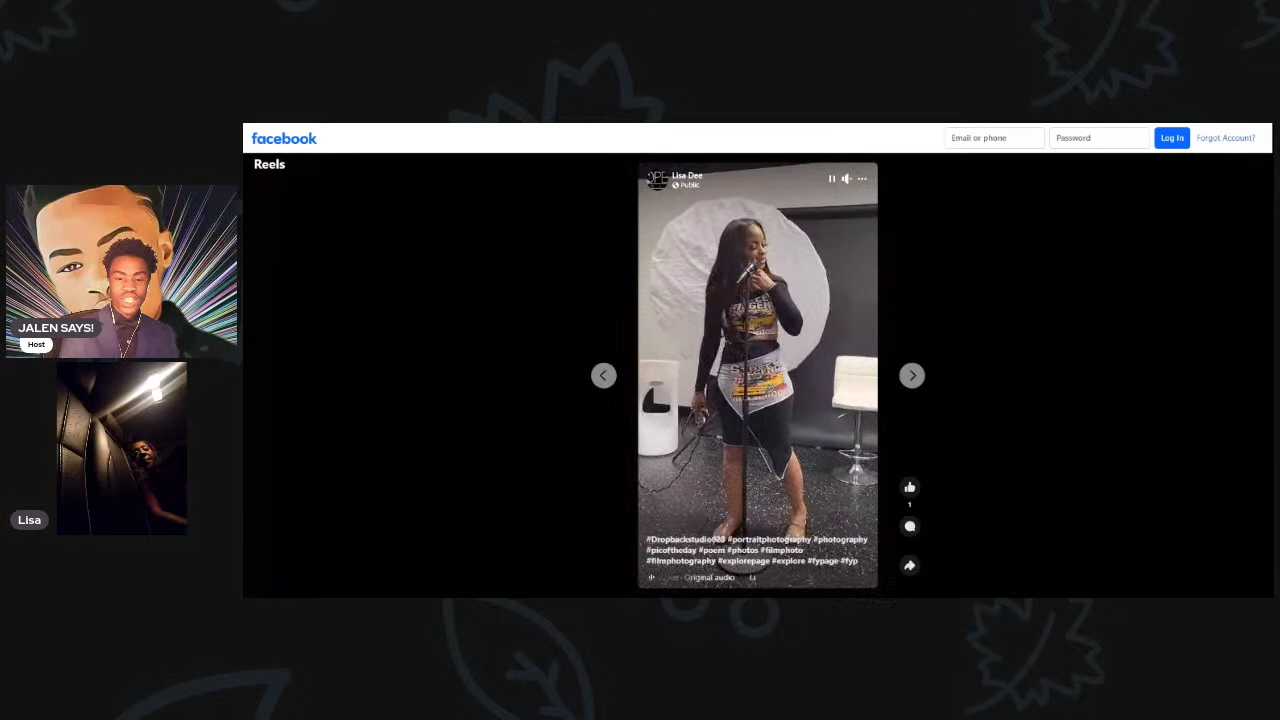 facebook
Email or phone
Password
Log In
Forgot Account?
Reels
Lisa Dee
Public
JALEN SAYS!
Host
Lisa
1
#Dropbackstudio623 #portraitphotography #photography
#picoftheday #poem #photos #filmphoto
#filmphotography #explorepage #explore #fypage #fyp
Original audio